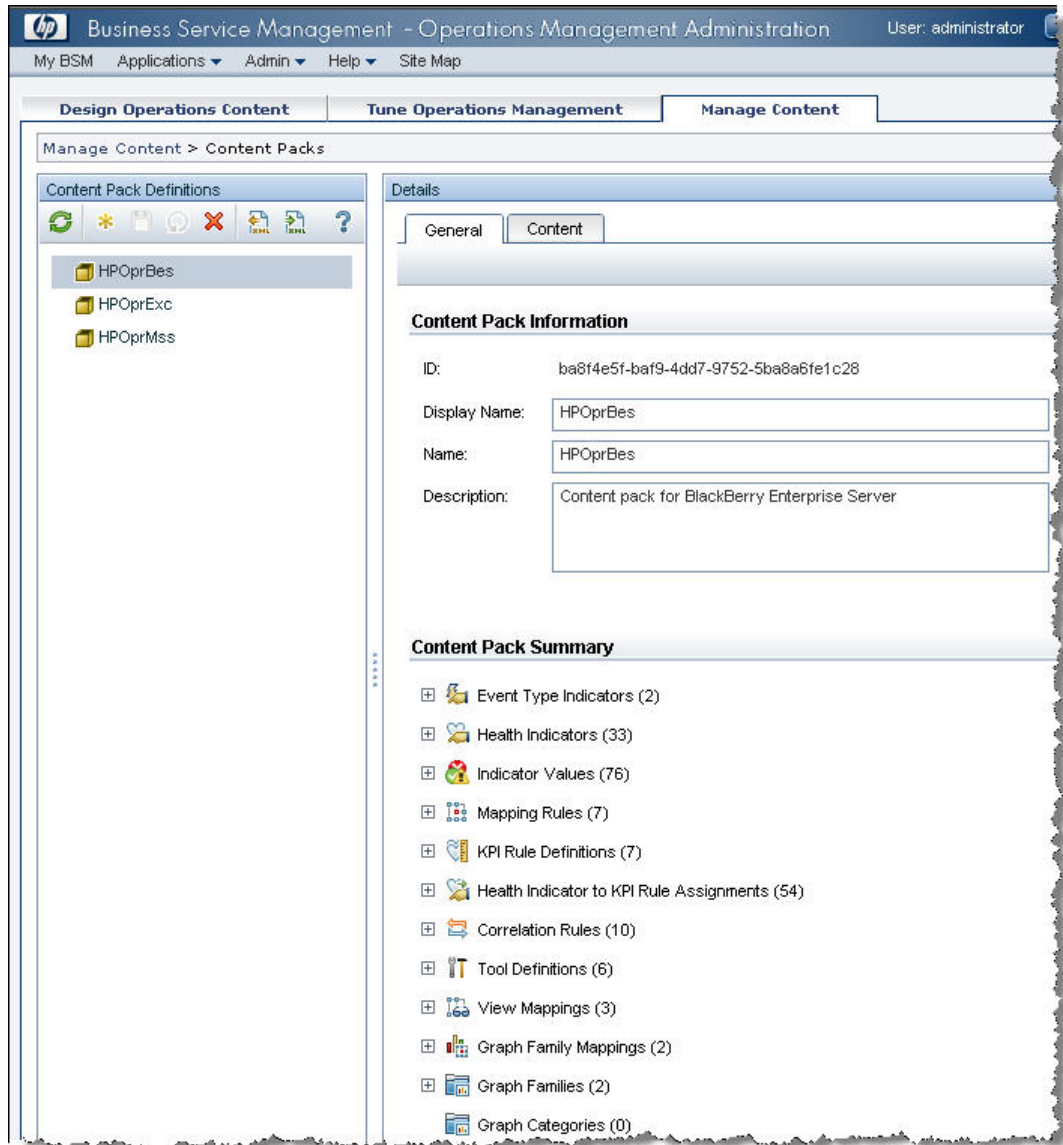 hp Business Service Management - Operations Management Administration User: administrator
My BSM Applications Admin Help Site Map
Design Operations Content Tune Operations Management Manage Content
Manage Content > Content Packs
Content Pack Definitions
XML XML ?
HPOprBes
HPOprExc
HPOprMss
Details
General Content
Content Pack Information
ID: ba8f4e5f-baf9-4dd7-9752-5ba8a6fe1c28
Display Name: HPOprBes
Name: HPOprBes
Description: Content pack for BlackBerry Enterprise Server
Content Pack Summary
Event Type Indicators (2)
Health Indicators (33)
Indicator Values (76)
Mapping Rules (7)
KPI Rule Definitions (7)
Health Indicator to KPI Rule Assignments (54)
Correlation Rules (10)
Tool Definitions (6)
View Mappings (3)
Graph Family Mappings (2)
Graph Families (2)
Graph Categories (0)